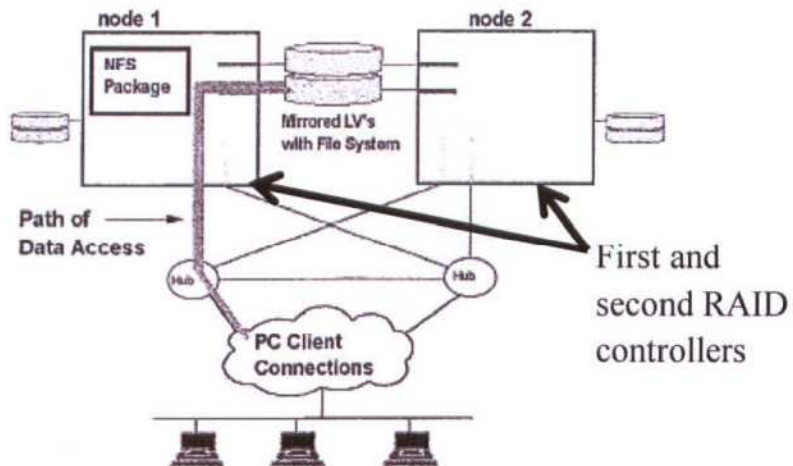 node 1
node 2
NFS
Package
Mirrored LV's
with File System
Path of
Data Access
First and
second RAID
controllers
Hub
Hub
PC Client
Connections